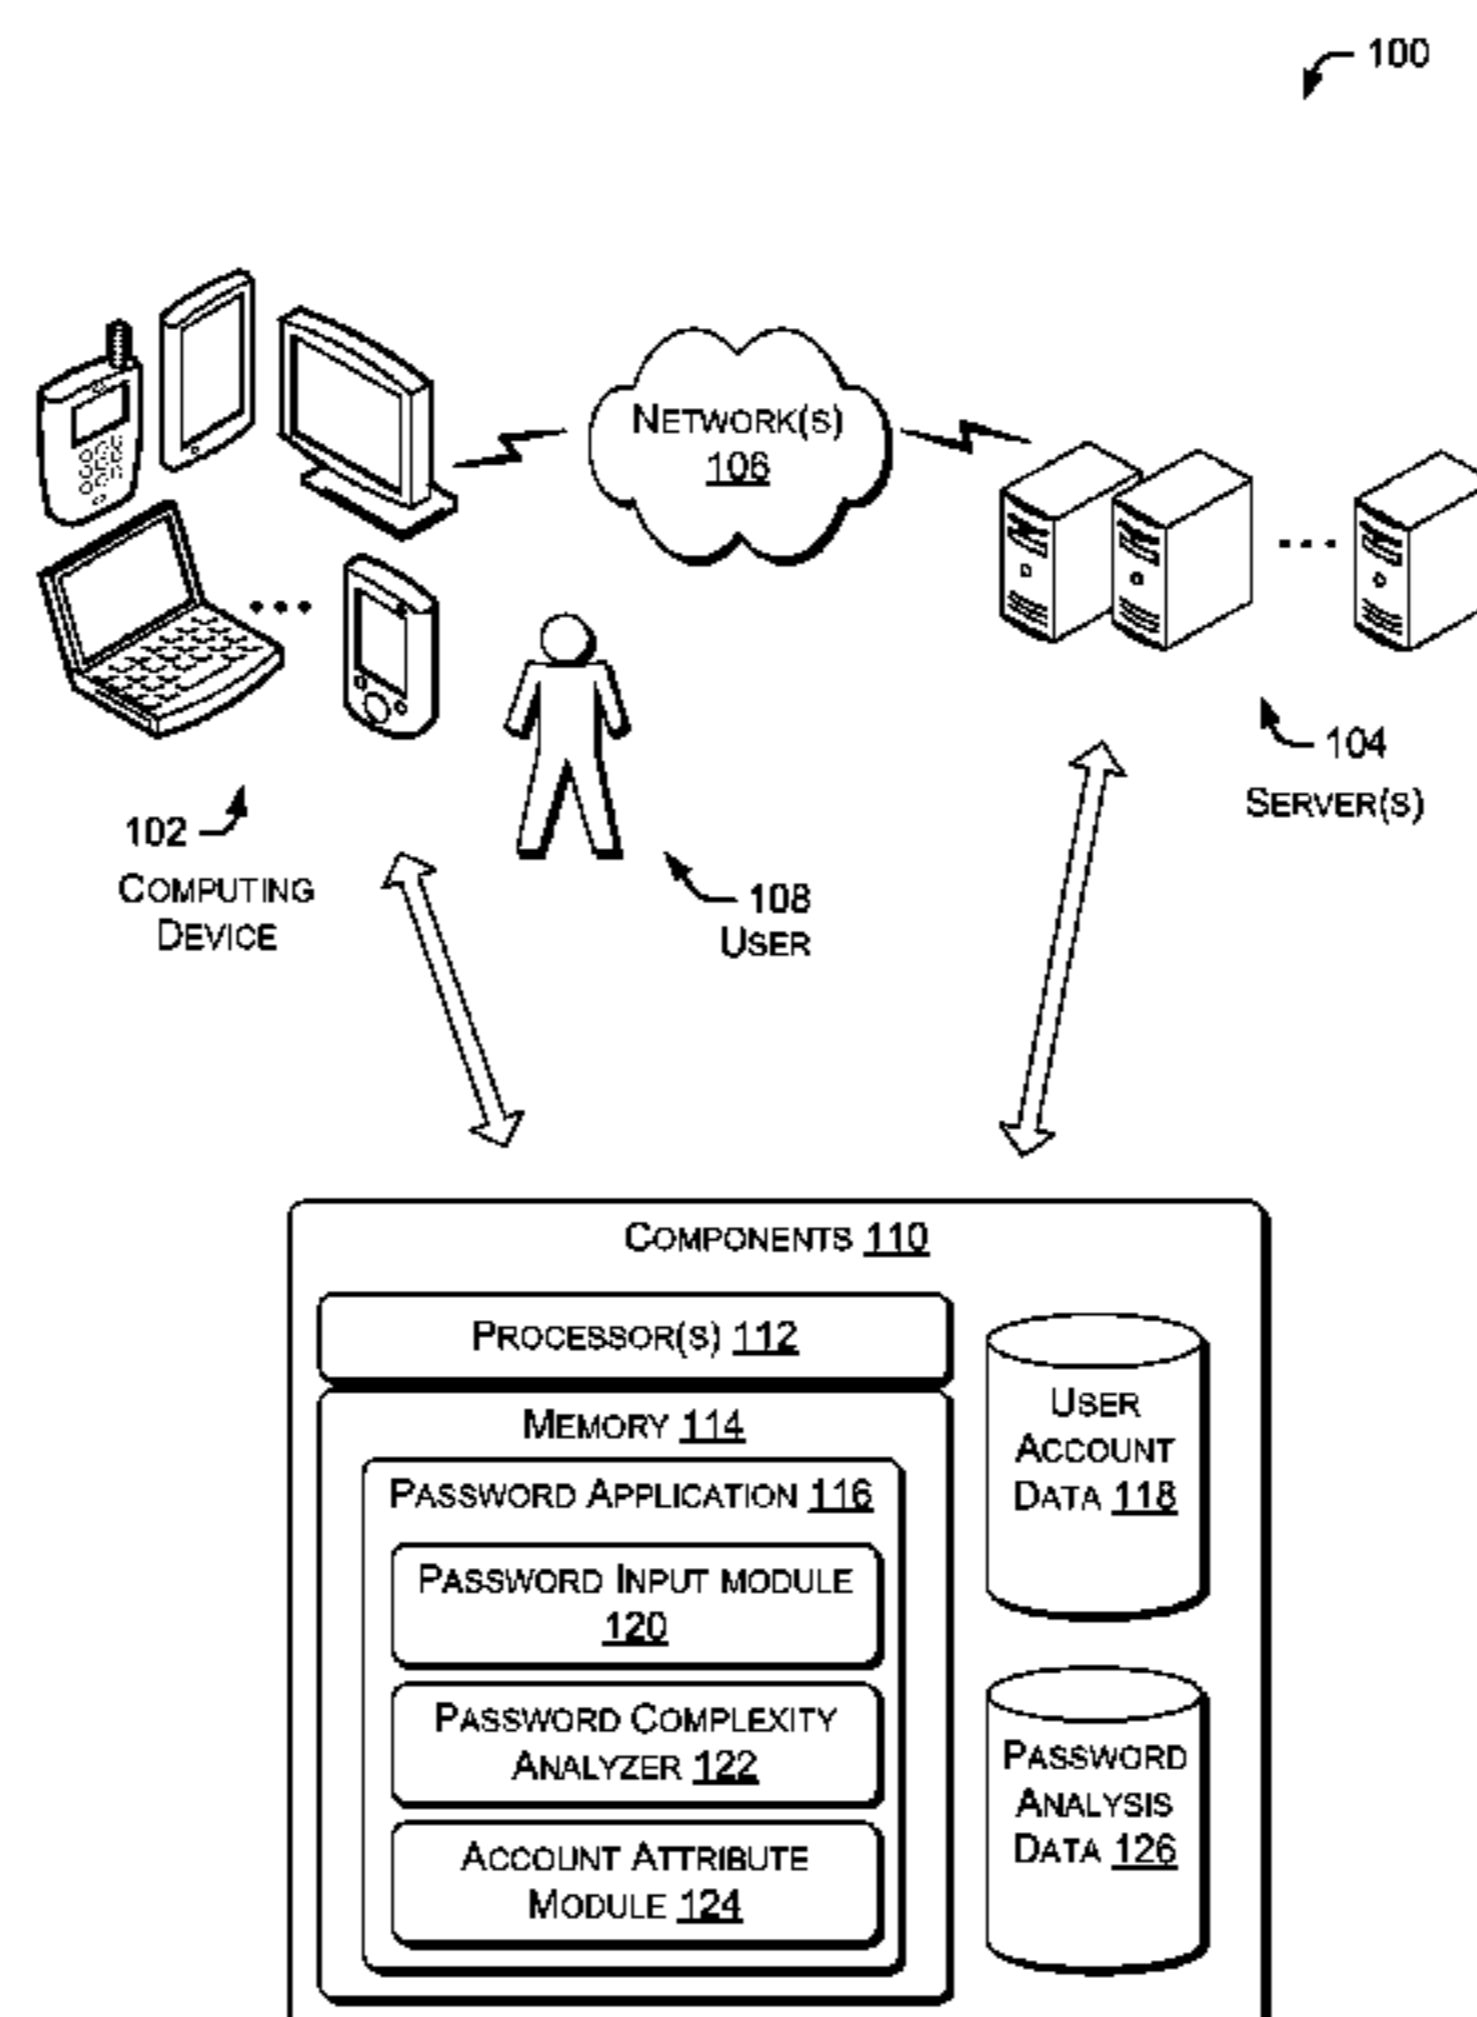 100
NETWORK(S)
106
104
SERVER(S)
102
COMPUTING
DEVICE
108
USER
COMPONENTS 110
PROCESSOR(S) 112
MEMORY 114
PASSWORD APPLICATION 116
PASSWORD INPUT MODULE
120
PASSWORD COMPLEXITY
ANALYZER 122
ACCOUNT ATTRIBUTE
MODULE 124
USER
ACCOUNT
DATA 118
PASSWORD
ANALYSIS
DATA 126